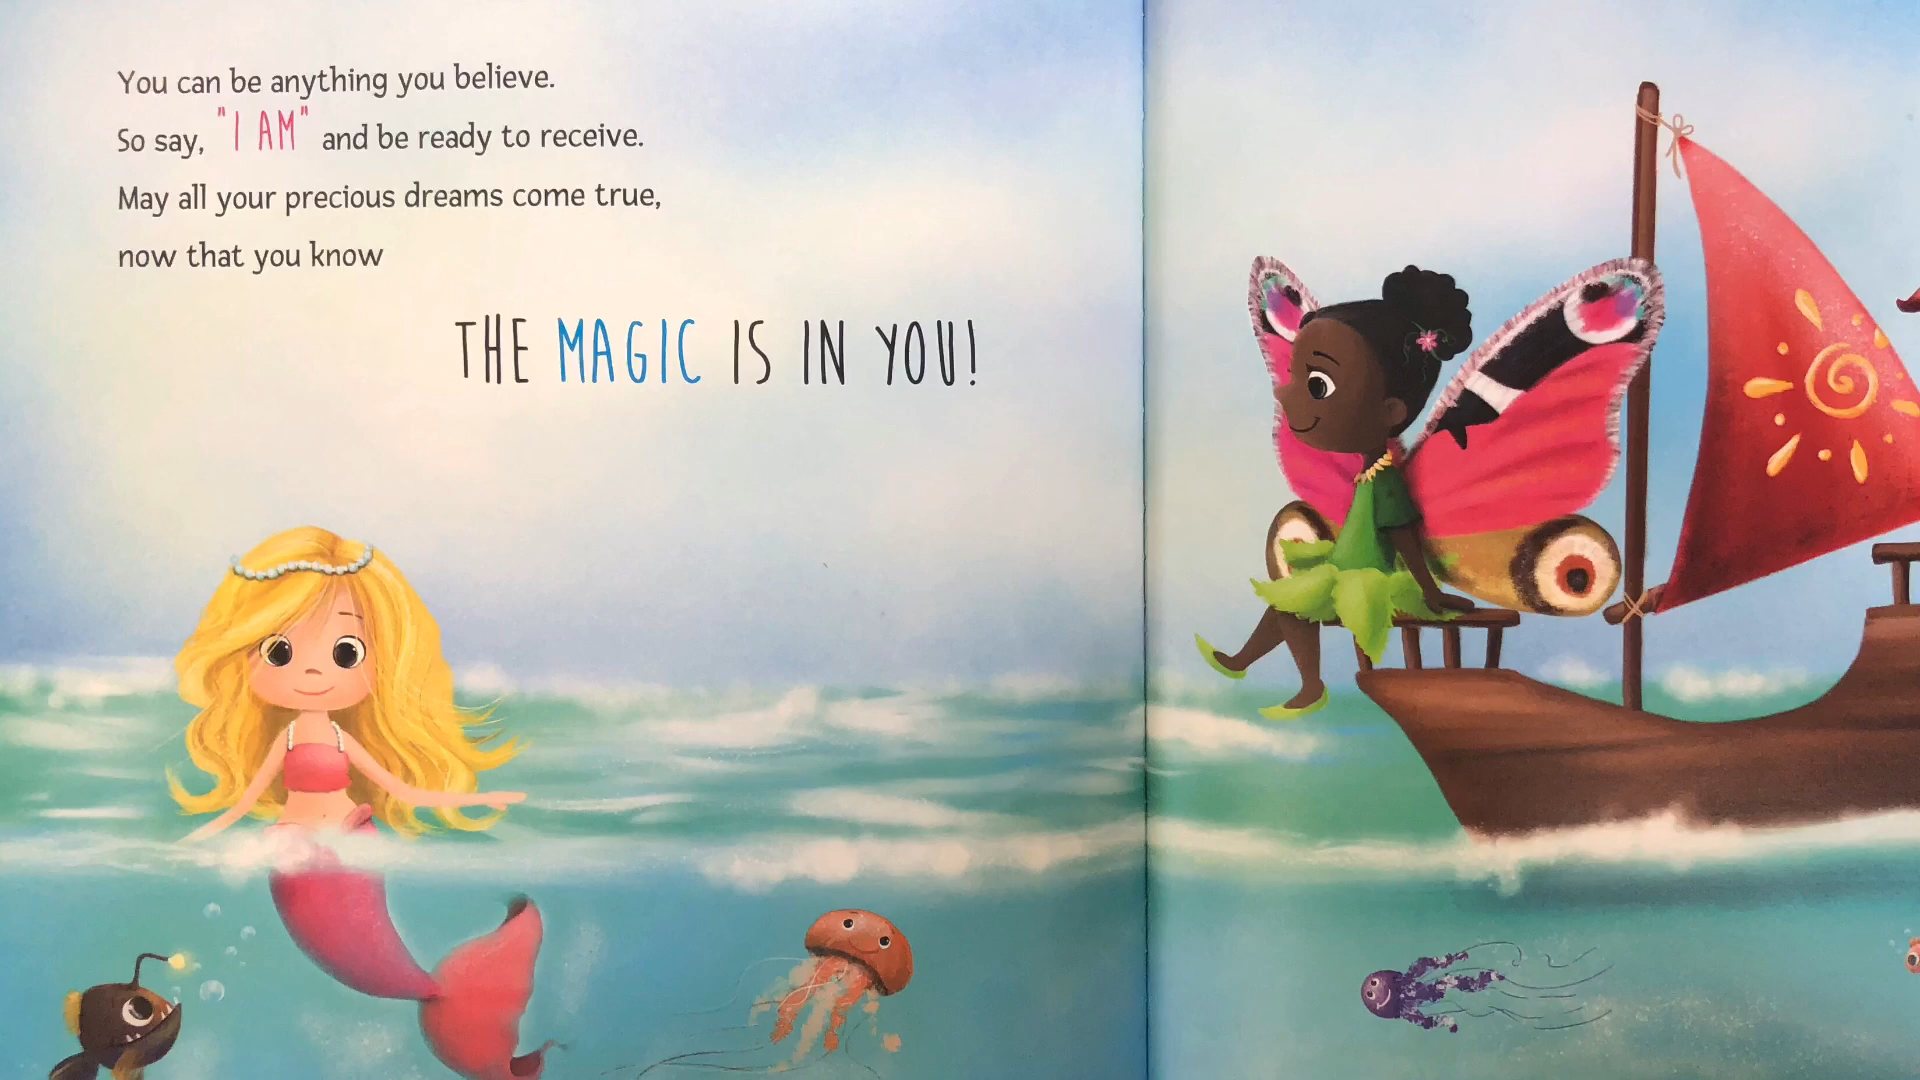 You can be anything you believe.
So say, "I AM" and be ready to receive.
May all your precious dreams come true,
now that you know
THE MAGIC IS IN YOU!